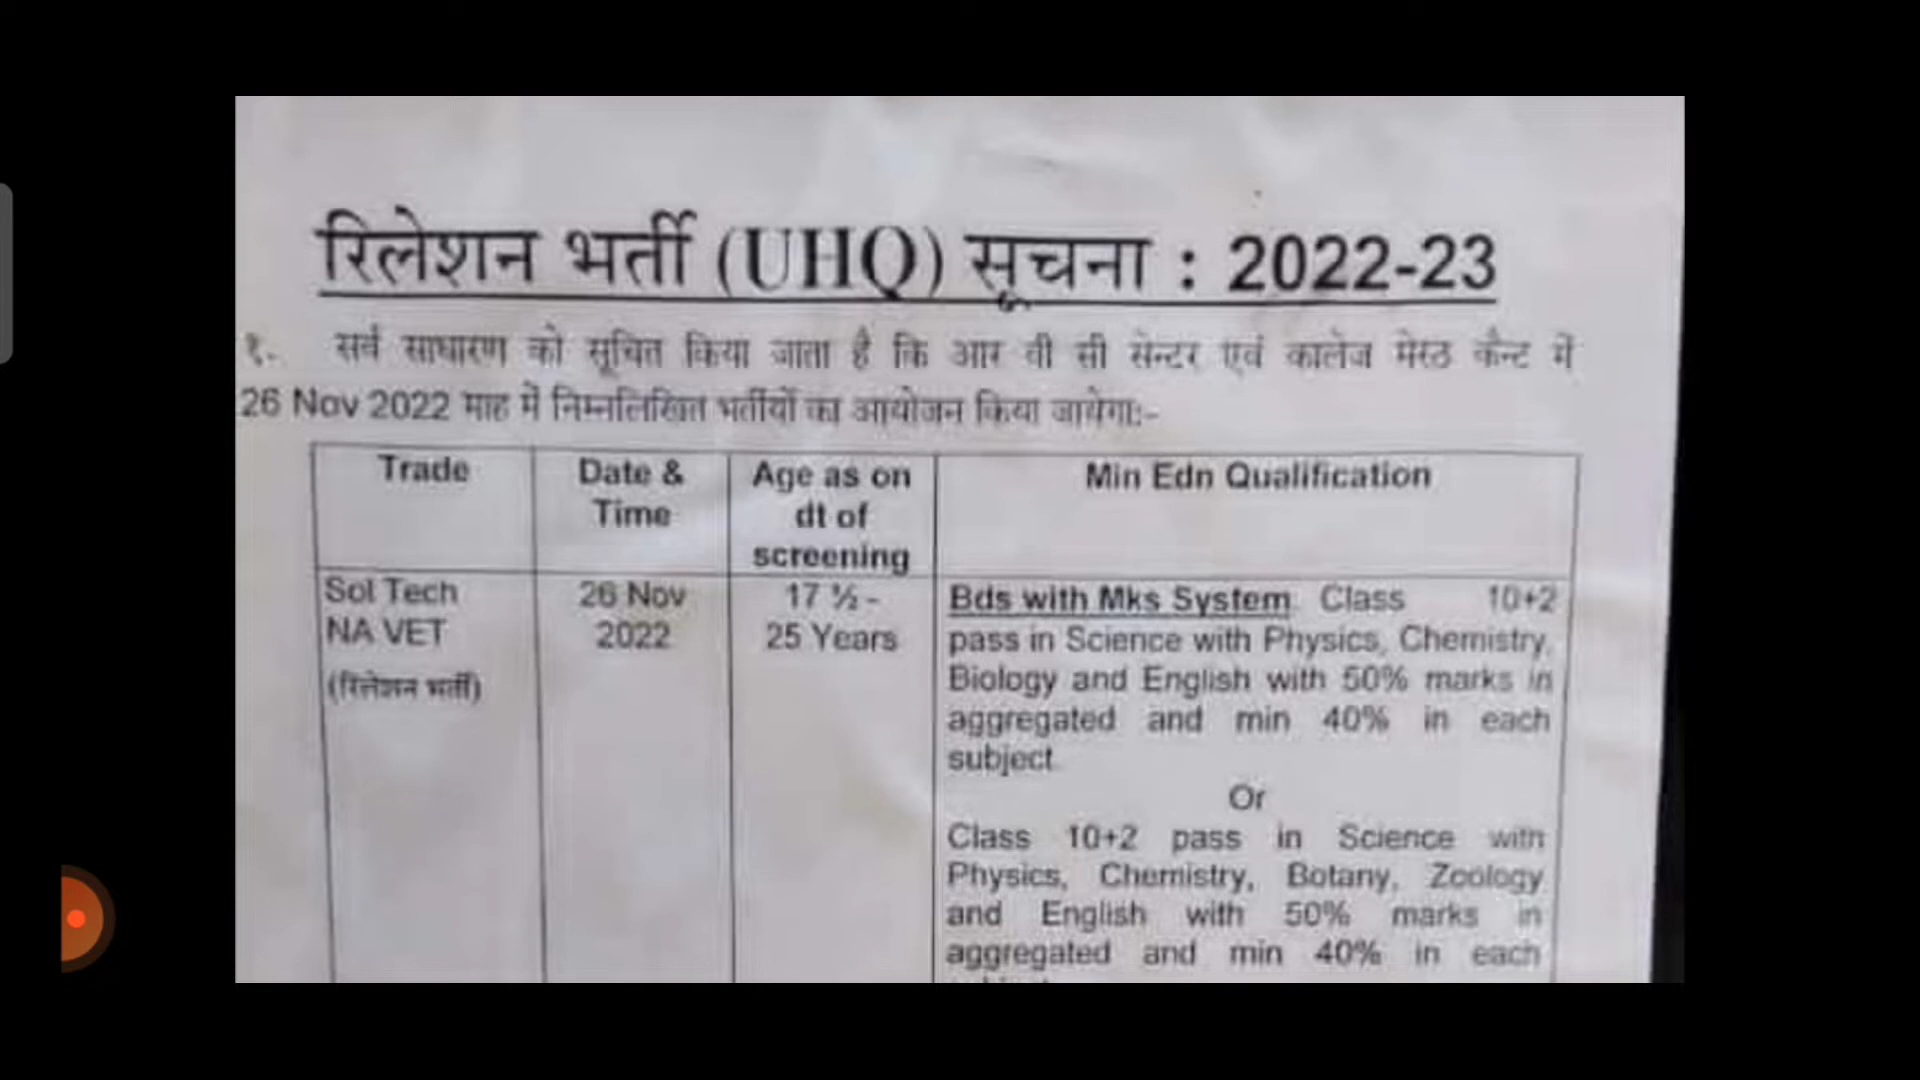 रिलेशन भर्ती (UHQ) सूचना : 2022-23
१- सर्व साधारण को सूचित किया जाता है कि आर वी सी सेन्टर एवं कालेज मेरठ कैन्ट में
26 Nov 2022 माह में निम्नलिखित भर्तीयों का आयोजन किया जायेगा:-
Trade
Date &
Time
Age as on
dt of
screening
Min Edn Qualification
Sol Tech
NA VET
(रिलेशन भर्ती)
26 Nov
2022
17 ½ -
25 Years
Bds with Mks System. Class 10+2
pass in Science with Physics, Chemistry,
Biology and English with 50% marks in
aggregated and min 40% in each
subject.
Or
Class 10+2 pass in Science with
Physics, Chemistry, Botany, Zoology
and English with 50% marks in
aggregated and min 40% in each